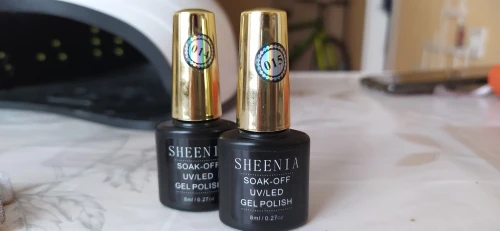 014
SHEENIA
SOAK-OFF
UV/LED
GEL POLISH
8ml / 0.27oz
015
SHEENIA
SOAK-OFF
UV/LED
GEL POLISH
8ml / 0.27oz